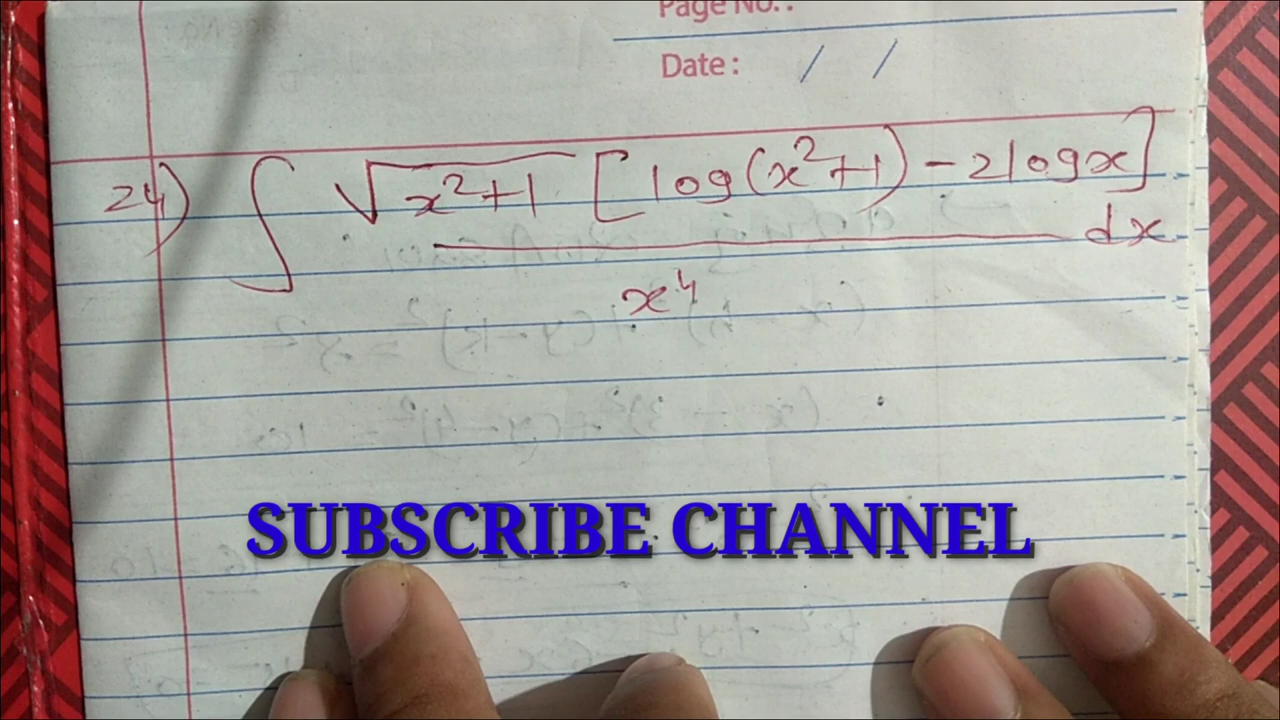 Page No. :
Date : / /
24) ∫ √x²+1 [log(x²+1) - 2logx]
dx
x⁴
SUBSCRIBE CHANNEL